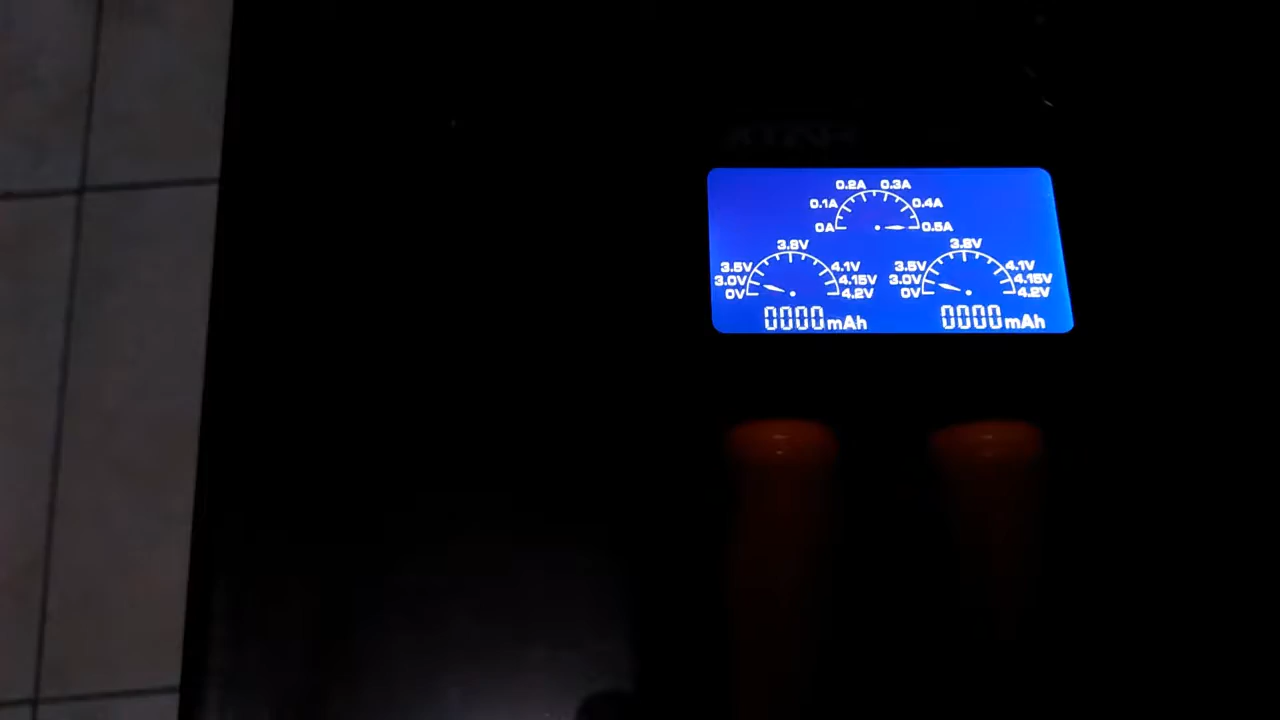 XTAR
0.2A 0.3A
0.1A 0.4A
0A 0.5A
3.8V 3.8V
3.5V 4.1V 3.5V 4.1V
3.0V 4.15V 3.0V 4.15V
0V 4.2V 0V 4.2V
0000mAh 0000mAh